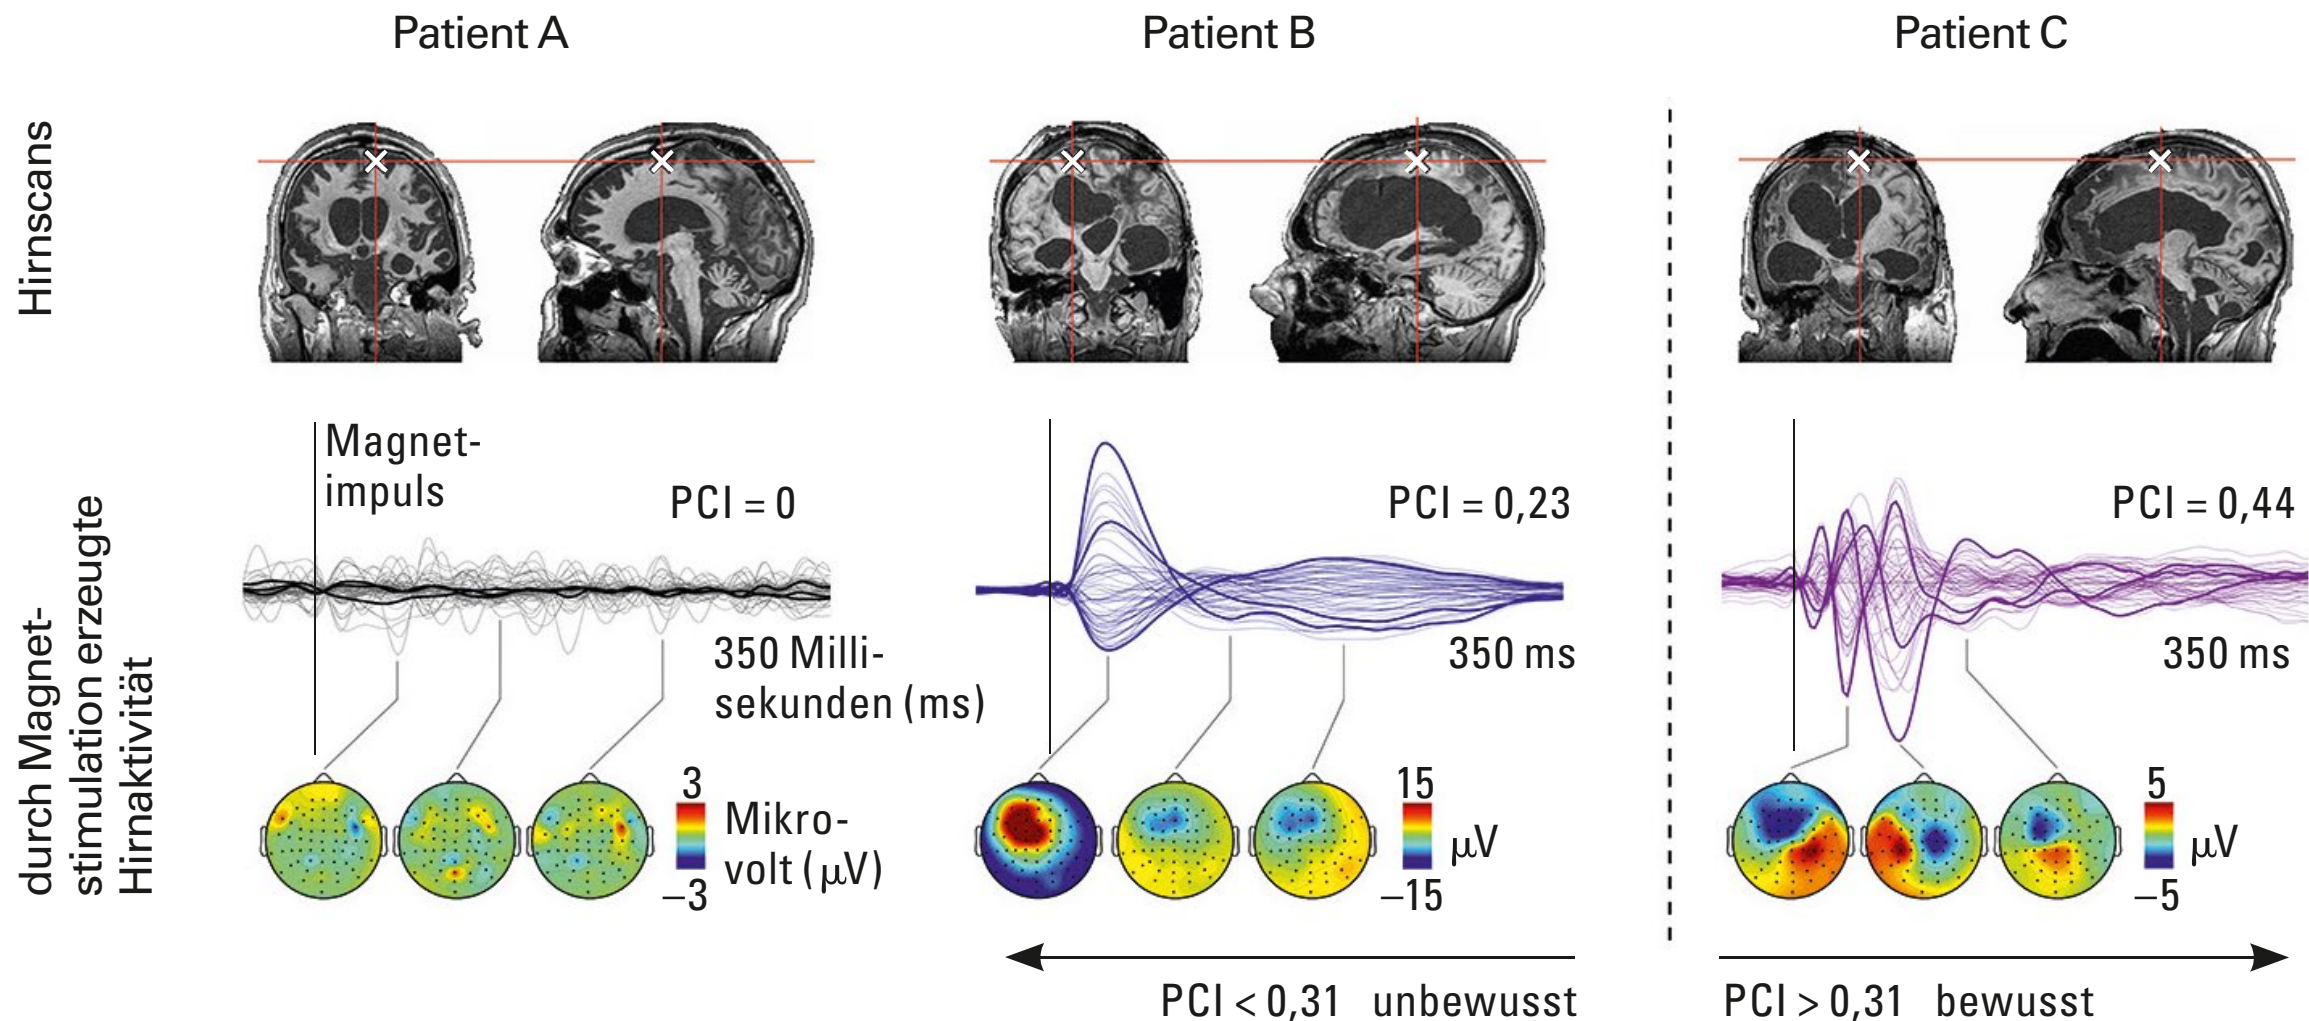 Patient A
Patient B
Patient C
Hirnscans
Magnet-
impuls
PCI = 0
PCI = 0,23
PCI = 0,44
350 Milli-
sekunden (ms)
350 ms
350 ms
durch Magnet-
stimulation erzeugte
Hirnaktivität
3
Mikro-
volt (µV)
–3
15
µV
–15
5
µV
–5
PCI < 0,31 unbewusst
PCI > 0,31 bewusst